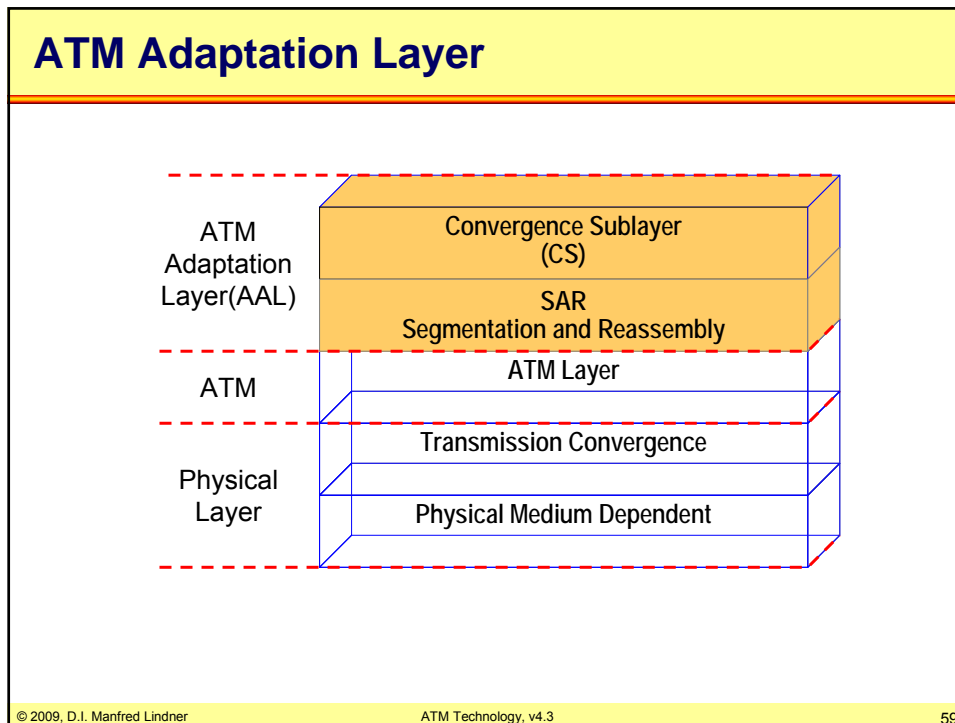 ATM Adaptation Layer
ATM
Adaptation
Layer(AAL)
Convergence Sublayer
(CS)
SAR
Segmentation and Reassembly
ATM
ATM Layer
Physical
Layer
Transmission Convergence
Physical Medium Dependent
© 2009, D.I. Manfred Lindner
ATM Technology, v4.3
59